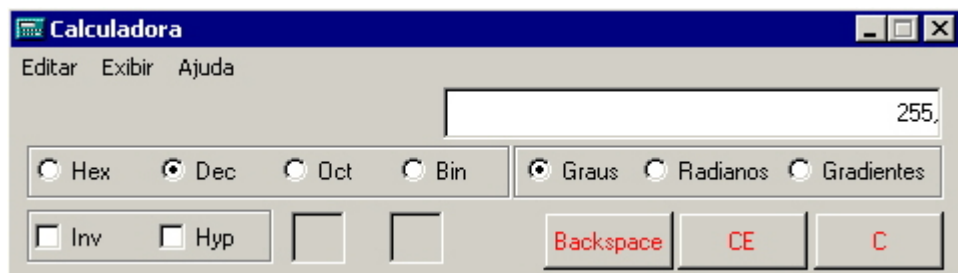 Calculadora
Editar Exibir Ajuda
255,
Hex Dec Oct Bin Graus Radianos Gradientes
Inv Hyp Backspace CE C